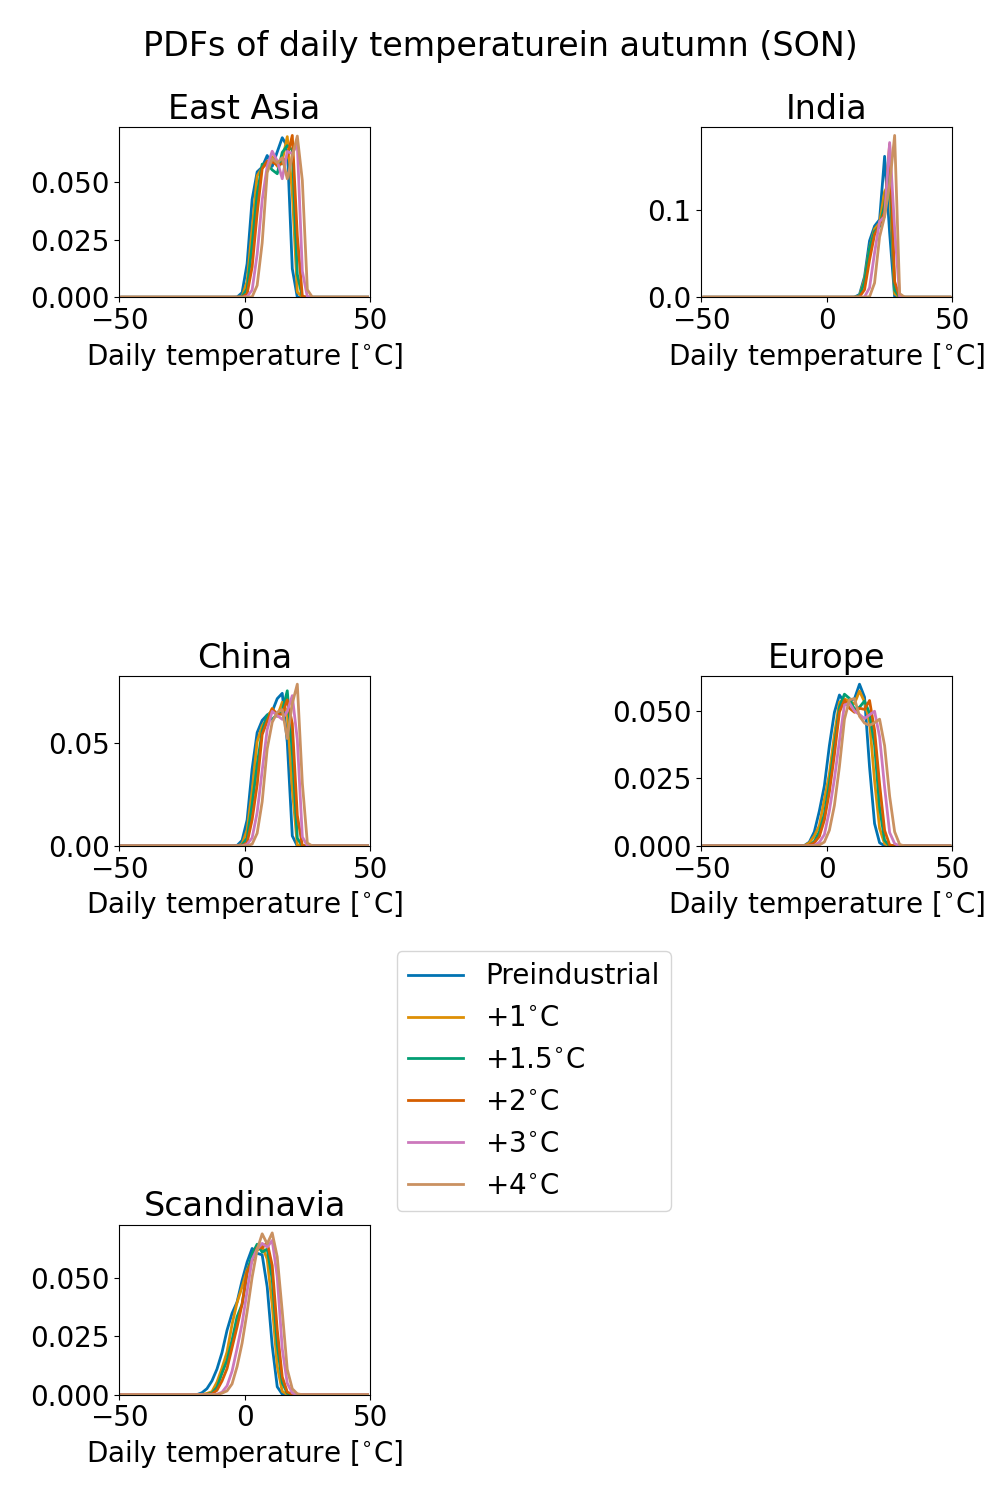 PDFs of daily temperaturein autumn (SON)
East Asia
0.050
0.025
0.000
−50 0 50
Daily temperature [°C]
India
0.1
0.0
−50 0 50
Daily temperature [°C]
China
0.05
0.00
−50 0 50
Daily temperature [°C]
Europe
0.050
0.025
0.000
−50 0 50
Daily temperature [°C]
Preindustrial
+1°C
+1.5°C
+2°C
+3°C
+4°C
Scandinavia
0.050
0.025
0.000
−50 0 50
Daily temperature [°C]